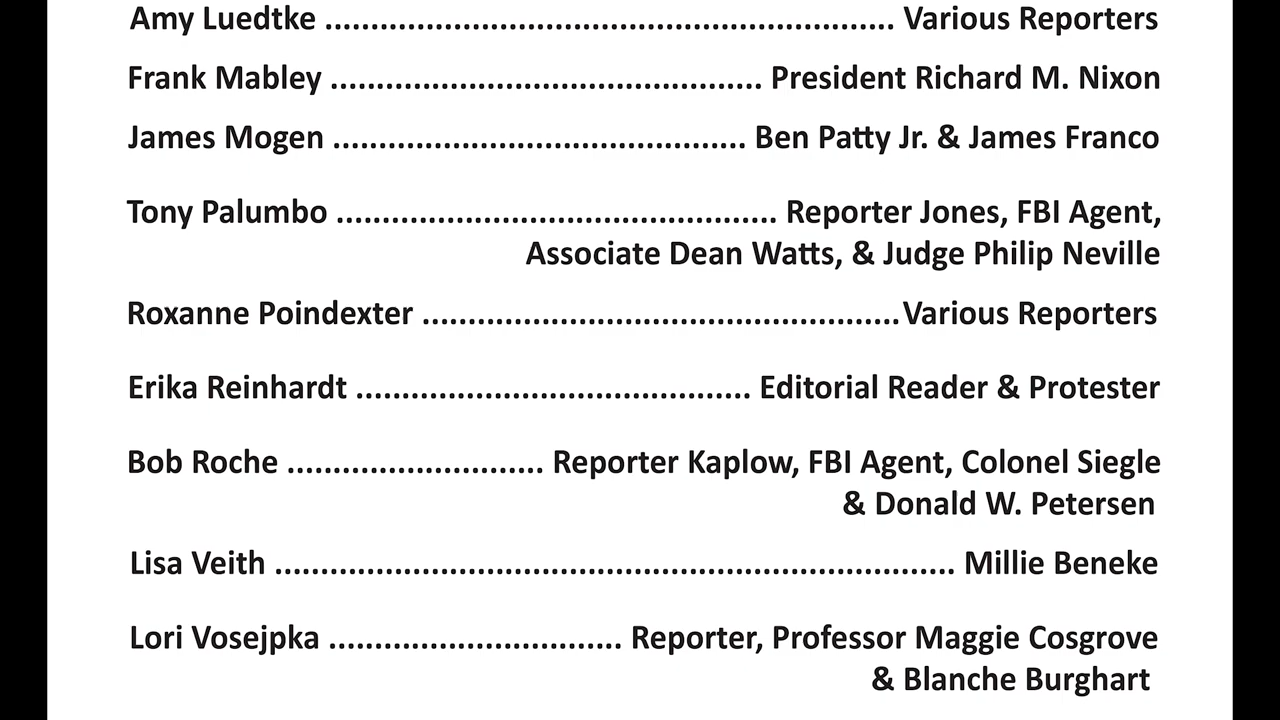 Amy Luedtke .............................................................. Various Reporters
Frank Mabley ............................................... President Richard M. Nixon
James Mogen ............................................. Ben Patty Jr. & James Franco
Tony Palumbo ................................................ Reporter Jones, FBI Agent,
Associate Dean Watts, & Judge Philip Neville
Roxanne Poindexter ....................................................Various Reporters
Erika Reinhardt ........................................... Editorial Reader & Protester
Bob Roche ............................ Reporter Kaplow, FBI Agent, Colonel Siegle
& Donald W. Petersen
Lisa Veith .......................................................................... Millie Beneke
Lori Vosejpka ................................ Reporter, Professor Maggie Cosgrove
& Blanche Burghart